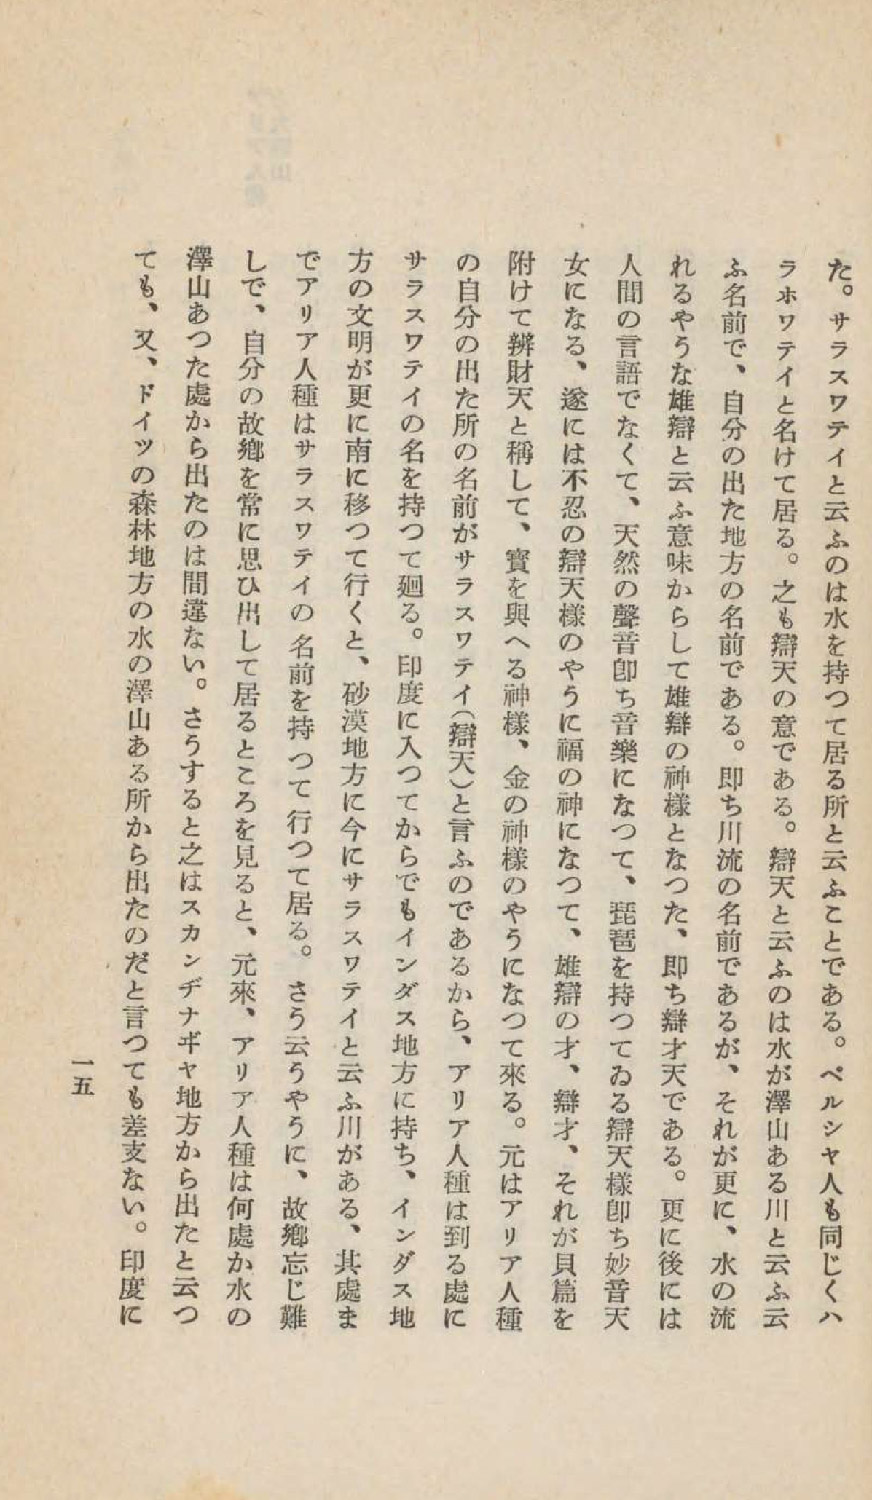 た。サラスワテイと云ふのは水を持つて居る所と云ふことである。ペルシヤ人も同じくハ
ラホワテイと名けて居る。之も辯天の意である。辯天と云ふのは水が澤山ある川と云ふ云
ふ名前で、自分の出た地方の名前である。即ち川流の名前であるが、それが更に、水の流
れるやうな雄辯と云ふ意味からして雄辯の神樣となつた、即ち辯才天である。更に後には
人間の言語でなくて、天然の聲音卽ち音樂になつて、琵琶を持つてゐる辯天樣卽ち妙音天
女になる、遂には不忍の辯天樣のやうに福の神になつて、雄辯の才、辯才、それが貝篇を
附けて辨財天と稱して、寶を與へる神樣、金の神樣のやうになつて來る。元はアリア人種
の自分の出た所の名前がサラスワテイ(辯天)と言ふのであるから、アリア人種は到る處に
サラスワテイの名を持つて廻る。印度に入つてからでもインダス地方に持ち、インダス地
方の文明が更に南に移つて行くと、砂漠地方に今にサラスワテイと云ふ川がある、其處ま
でアリア人種はサラスワテイの名前を持つて行つて居る。さう云うやうに、故鄕忘じ難
しで、自分の故鄕を常に思ひ出して居るところを見ると、元來、アリア人種は何處か水の
澤山あつた處から出たのは間違ない。さうすると之はスカンヂナギヤ地方から出たと云つ
ても、又、ドイツの森林地方の水の澤山ある所から出たのだと言つても差支ない。印度に
一五